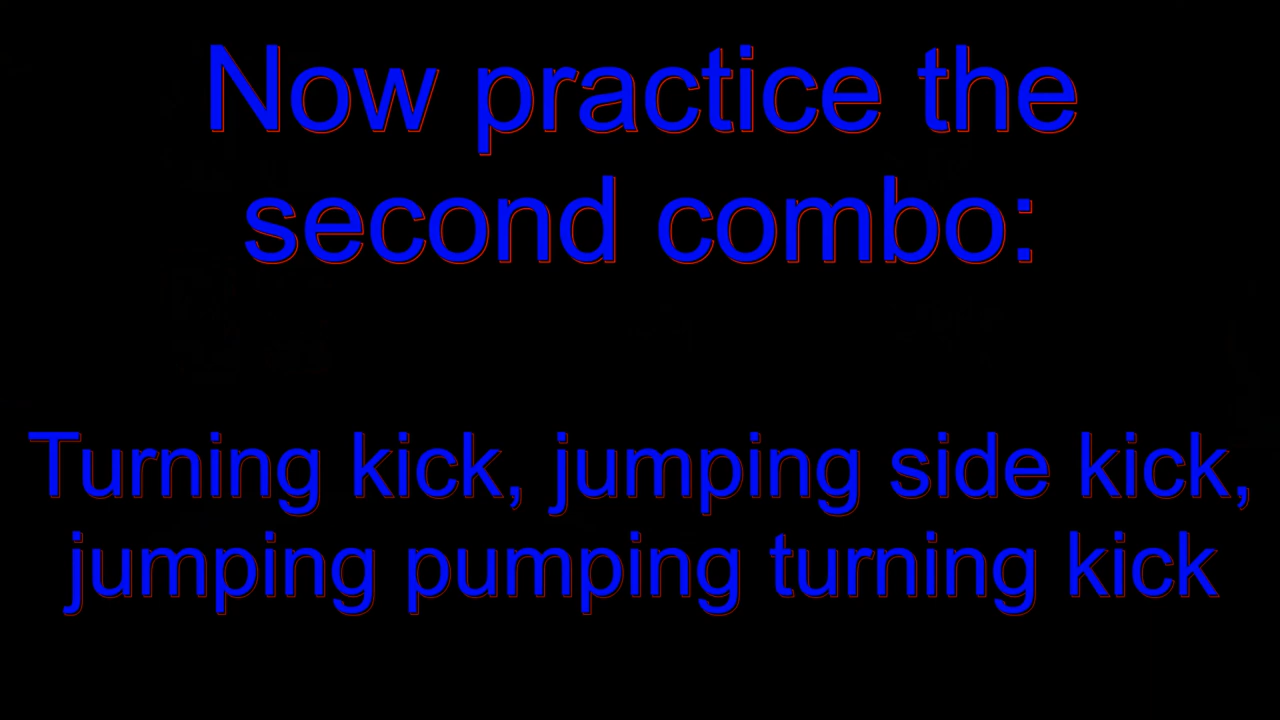 Now practice the
second combo:
Turning kick, jumping side kick,
jumping pumping turning kick